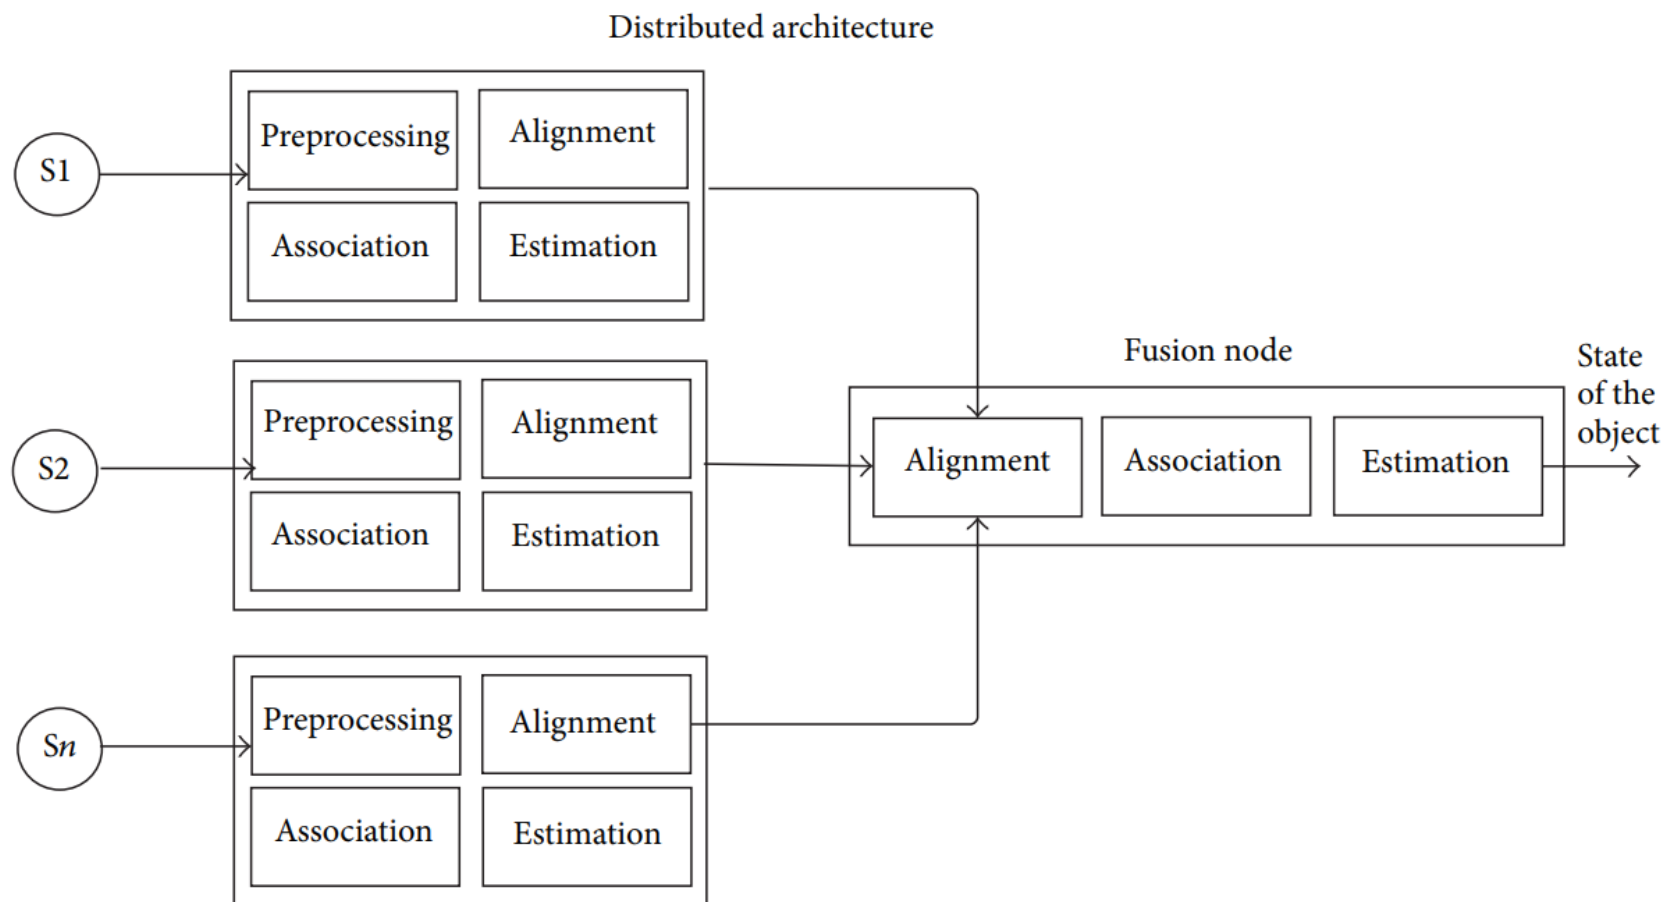 Distributed architecture
S1
Preprocessing
Alignment
Association
Estimation
S2
Preprocessing
Alignment
Association
Estimation
Sn
Preprocessing
Alignment
Association
Estimation
Fusion node
Alignment
Association
Estimation
State
of the
object